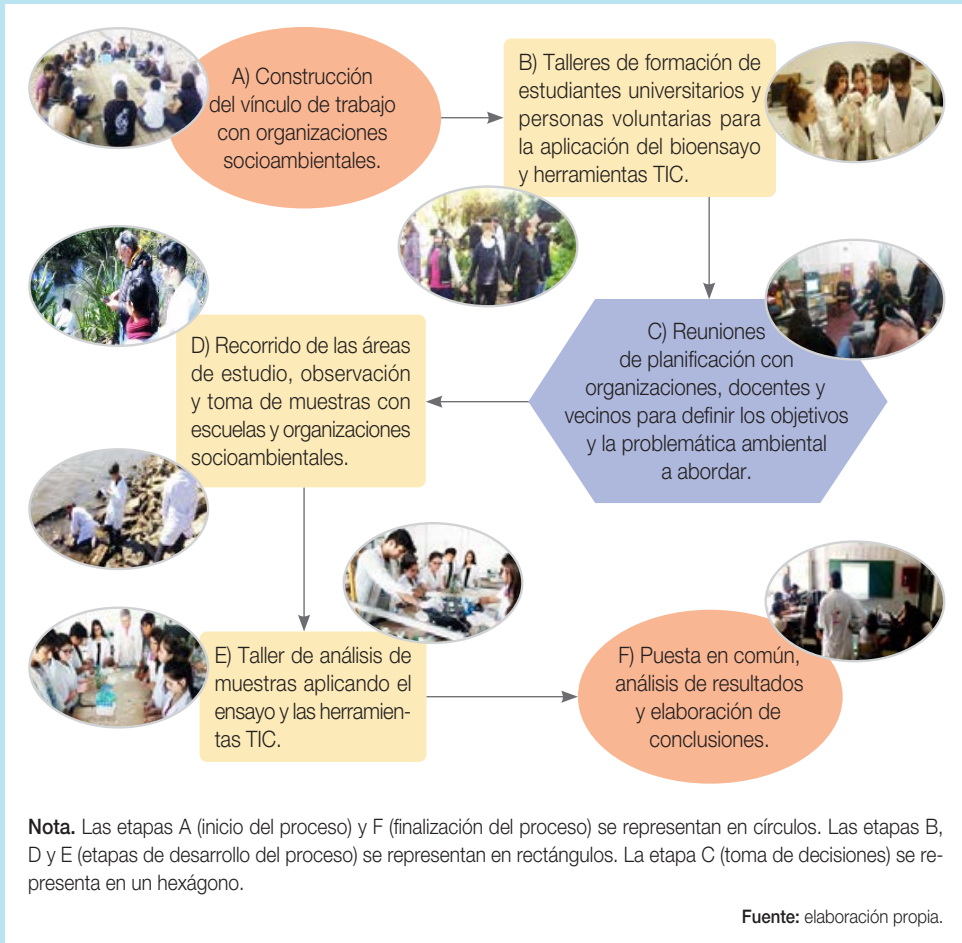 A) Construcción
del vínculo de trabajo
con organizaciones
socioambientales.
B) Talleres de formación de
estudiantes universitarios y
personas voluntarias para
la aplicación del bioensayo
y herramientas TIC.
C) Reuniones
de planificación con
organizaciones, docentes y
vecinos para definir los objetivos
y la problemática ambiental
a abordar.
D) Recorrido de las áreas
de estudio, observación
y toma de muestras con
escuelas y organizaciones
socioambientales.
E) Taller de análisis de
muestras aplicando el
ensayo y las herramien-
tas TIC.
F) Puesta en común,
análisis de resultados
y elaboración de
conclusiones.
Nota. Las etapas A (inicio del proceso) y F (finalización del proceso) se representan en círculos. Las etapas B,
D y E (etapas de desarrollo del proceso) se representan en rectángulos. La etapa C (toma de decisiones) se re-
presenta en un hexágono.
Fuente: elaboración propia.